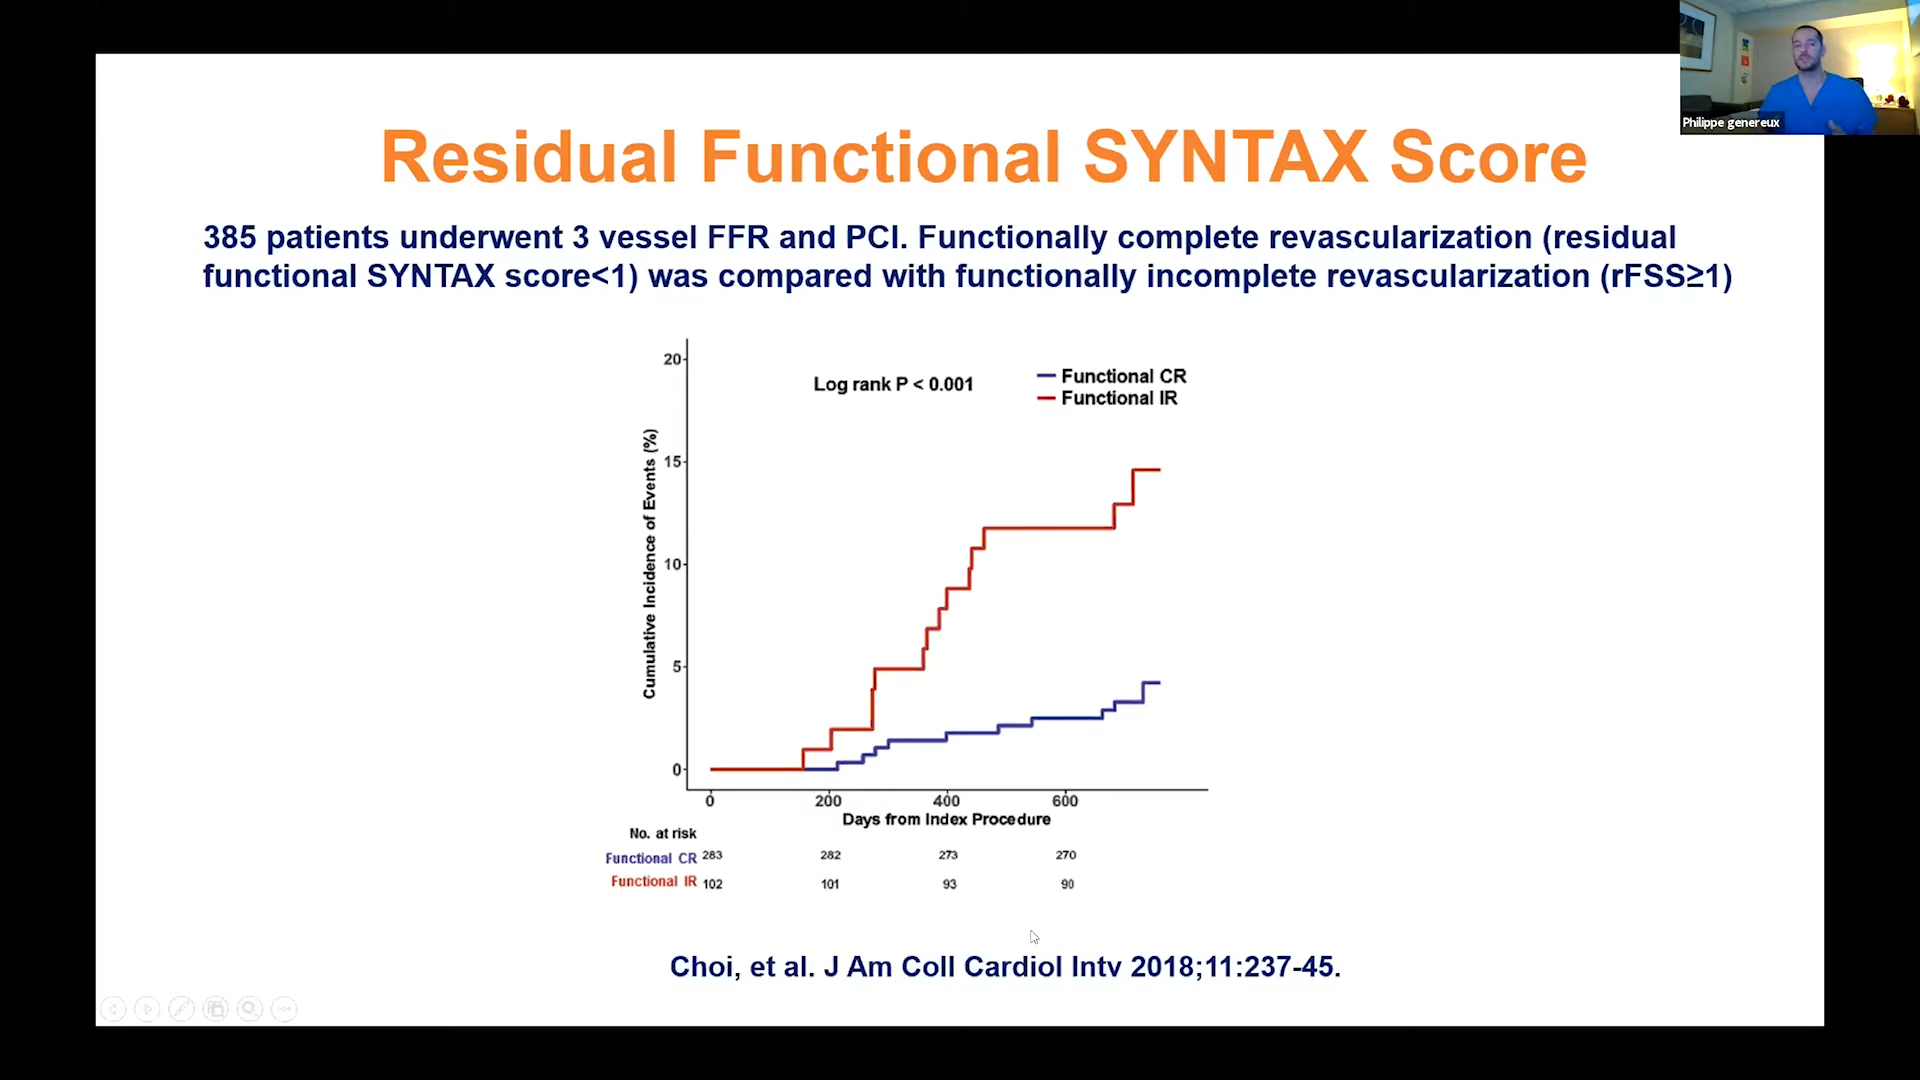 Philippe genereux
Residual Functional SYNTAX Score
385 patients underwent 3 vessel FFR and PCI. Functionally complete revascularization (residual
functional SYNTAX score<1) was compared with functionally incomplete revascularization (rFSS≥1)
20
15
10
5
0
Cumulative Incidence of Events (%)
Log rank P < 0.001
Functional CR
Functional IR
0 200 400 600
Days from Index Procedure
No. at risk
Functional CR 283 282 273 270
Functional IR 102 101 93 90
Choi, et al. J Am Coll Cardiol Intv 2018;11:237-45.